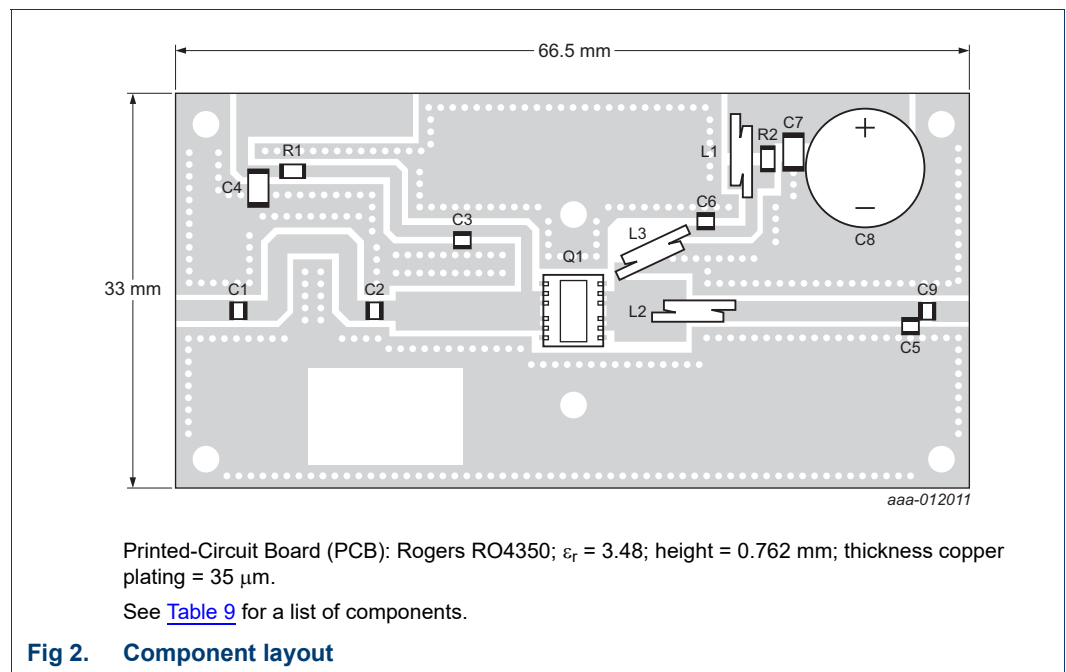 66.5 mm
33 mm
R1
C4
C3
L1
R2
C7
+
−
C8
C6
L3
Q1
C1
C2
L2
C9
C5
aaa-012011
Printed-Circuit Board (PCB): Rogers RO4350; εr = 3.48; height = 0.762 mm; thickness copper
plating = 35 μm.
See Table 9 for a list of components.
Fig 2. Component layout